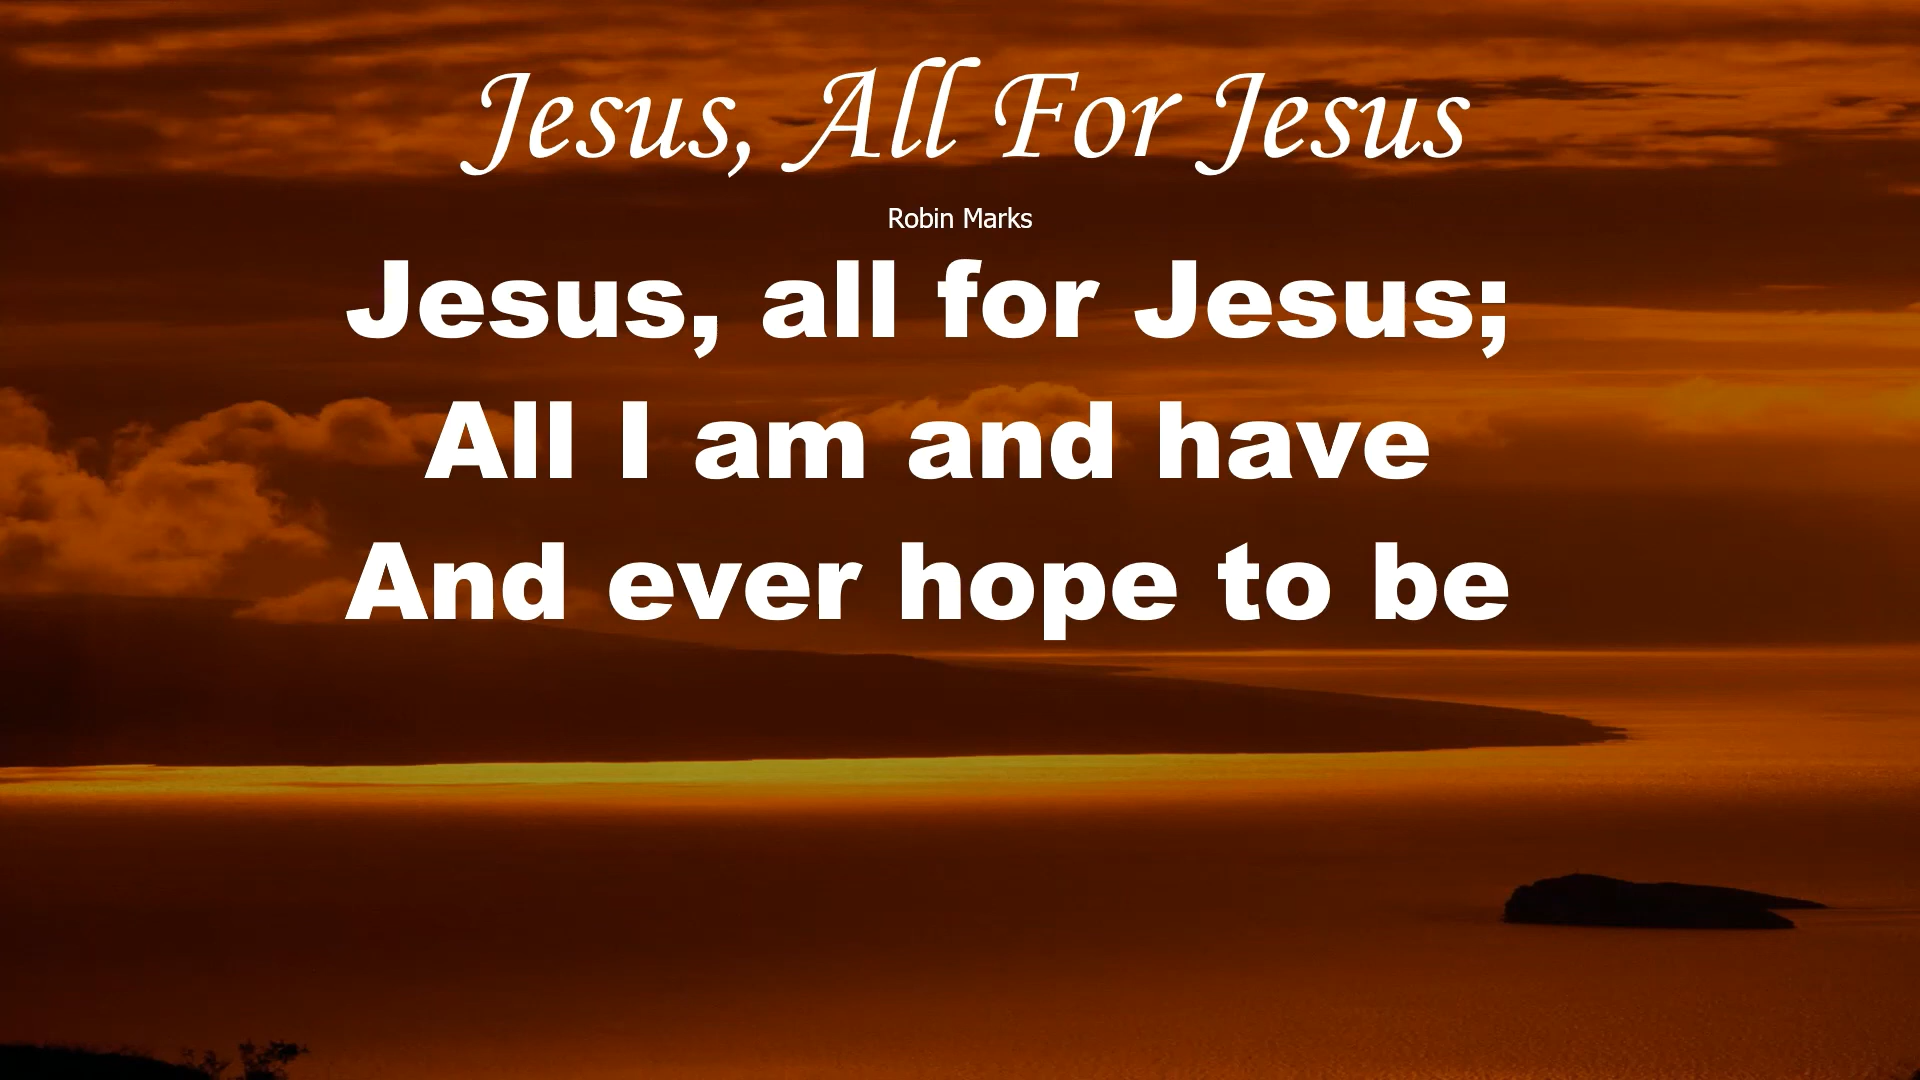 Jesus, All For Jesus
Robin Marks
Jesus, all for Jesus;
All I am and have
And ever hope to be